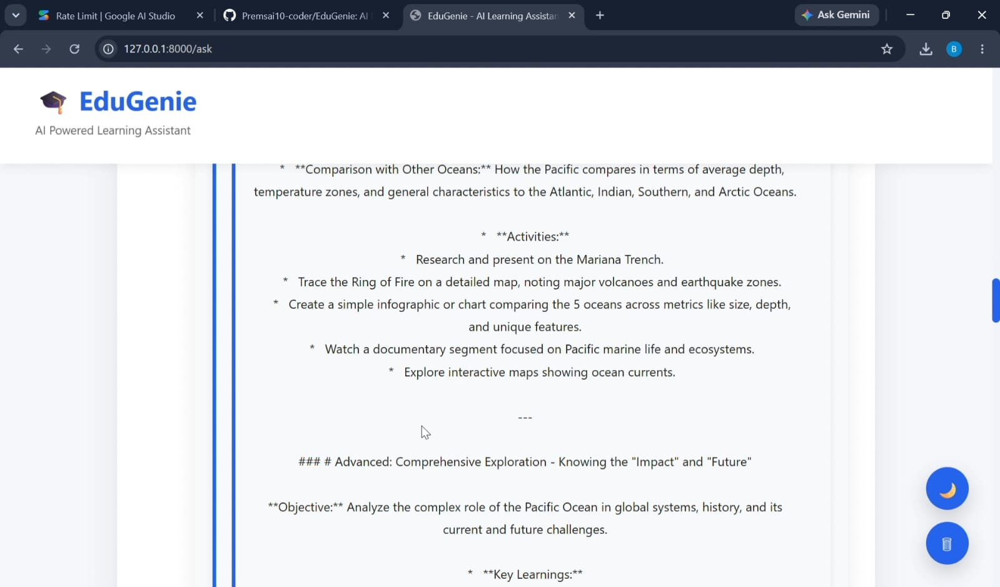 Rate Limit | Google AI Studio
Premsai10-coder/EduGenie: AI
EduGenie - AI Learning Assistan
Ask Gemini
127.0.0.1:8000/ask
B
EduGenie
AI Powered Learning Assistant
* **Comparison with Other Oceans:** How the Pacific compares in terms of average depth,
temperature zones, and general characteristics to the Atlantic, Indian, Southern, and Arctic Oceans.
* **Activities:**
* Research and present on the Mariana Trench.
* Trace the Ring of Fire on a detailed map, noting major volcanoes and earthquake zones.
* Create a simple infographic or chart comparing the 5 oceans across metrics like size, depth,
and unique features.
* Watch a documentary segment focused on Pacific marine life and ecosystems.
* Explore interactive maps showing ocean currents.
---
### # Advanced: Comprehensive Exploration - Knowing the "Impact" and "Future"
**Objective:** Analyze the complex role of the Pacific Ocean in global systems, history, and its
current and future challenges.
* **Key Learnings:**